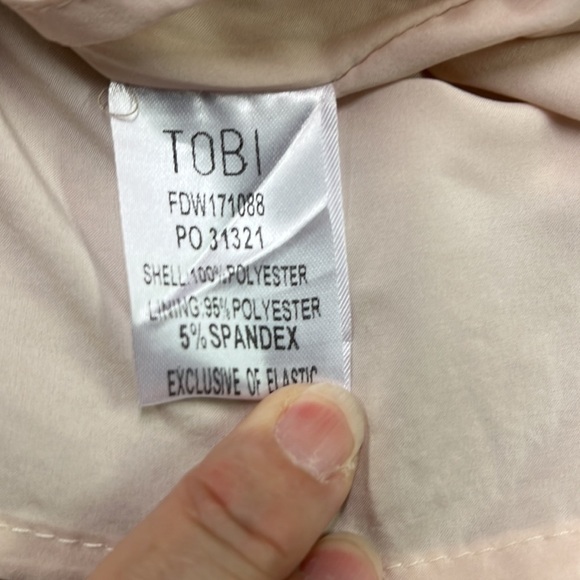 TOBI
FDW171088
PO 31321
SHELL:100%POLYESTER
LINING:95%POLYESTER
5%SPANDEX
EXCLUSIVE OF ELASTIC